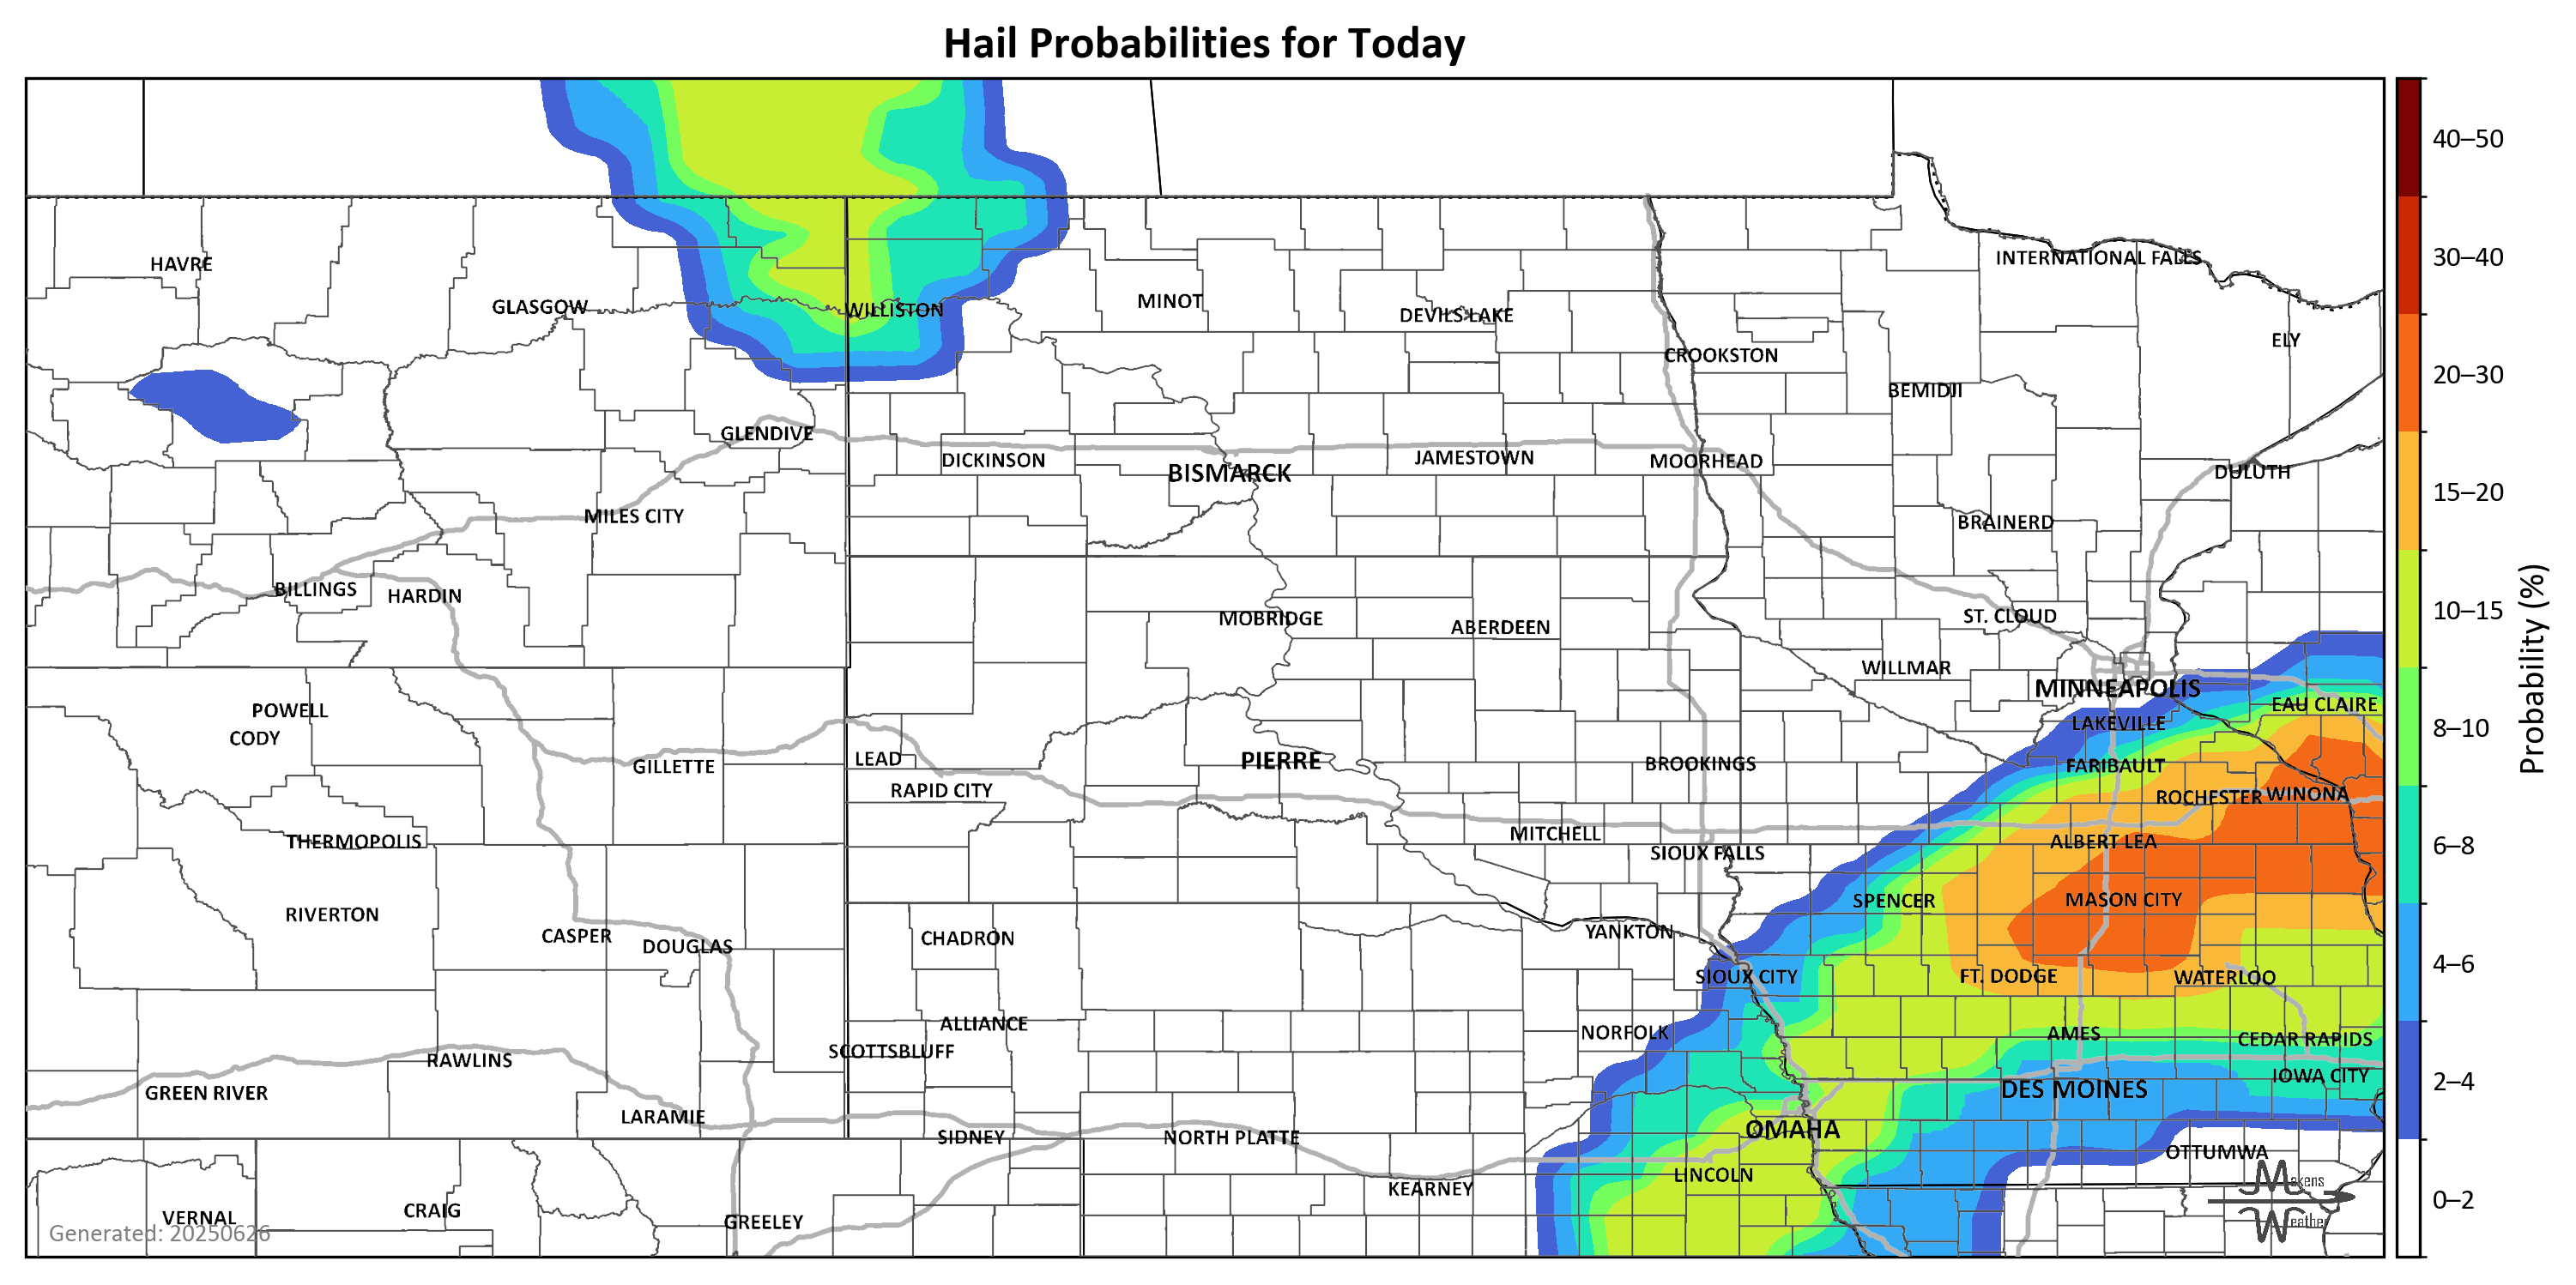 Hail Probabilities for Today
40–50
HAVRE
INTERNATIONAL FALLS
30–40
MINOT
GLASGOW
WILLISTON
DEVILS LAKE
ELY
CROOKSTON
20–30
BEMIDJI
GLENDIVE
DICKINSON
JAMESTOWN
MOORHEAD
BISMARCK
DULUTH
15–20
MILES CITY
BRAINERD
BILLINGS
HARDIN
10–15
ST. CLOUD
MOBRIDGE
ABERDEEN
WILLMAR
Probability (%)
MINNEAPOLIS
EAU CLAIRE
POWELL
LAKEVILLE
8–10
CODY
LEAD
PIERRE
BROOKINGS
GILLETTE
FARIBAULT
RAPID CITY
ROCHESTER
WINONA
MITCHELL
THERMOPOLIS
ALBERT LEA
6–8
SIOUX FALLS
SPENCER
MASON CITY
RIVERTON
YANKTON
CASPER
CHADRON
DOUGLAS
4–6
SIOUX CITY
FT. DODGE
WATERLOO
ALLIANCE
NORFOLK
AMES
CEDAR RAPIDS
SCOTTSBLUFF
RAWLINS
IOWA CITY
2–4
GREEN RIVER
DES MOINES
LARAMIE
OMAHA
SIDNEY
NORTH PLATTE
OTTUMWA
LINCOLN
Makens
KEARNEY
0–2
CRAIG
VERNAL
GREELEY
Weather
Generated: 20250626